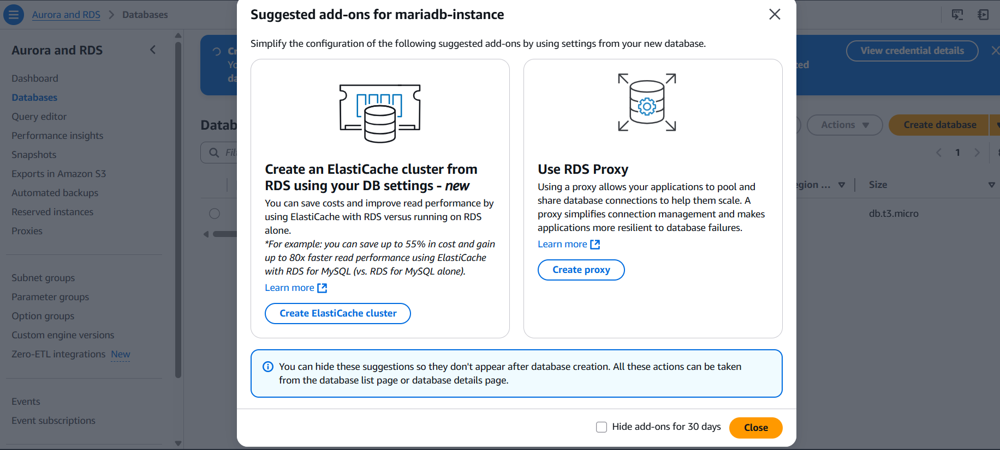 Aurora and RDS
Databases
Aurora and RDS
Dashboard
Databases
Query editor
Performance insights
Snapshots
Exports in Amazon S3
Automated backups
Reserved instances
Proxies
Subnet groups
Parameter groups
Option groups
Custom engine versions
Zero-ETL integrations New
Events
Event subscriptions
View credential details
Actions
Create database
1
Size
db.t3.micro
Suggested add-ons for mariadb-instance
Simplify the configuration of the following suggested add-ons by using settings from your new database.
Create an ElastiCache cluster from
RDS using your DB settings - new
You can save costs and improve read performance by
using ElastiCache with RDS versus running on RDS
alone.
*For example: you can save up to 55% in cost and gain
up to 80x faster read performance using ElastiCache
with RDS for MySQL (vs. RDS for MySQL alone).
Learn more
Create ElastiCache cluster
Use RDS Proxy
Using a proxy allows your applications to pool and
share database connections to help them scale. A
proxy simplifies connection management and makes
applications more resilient to database failures.
Learn more
Create proxy
You can hide these suggestions so they don't appear after database creation. All these actions can be taken
from the database list page or database details page.
Hide add-ons for 30 days
Close